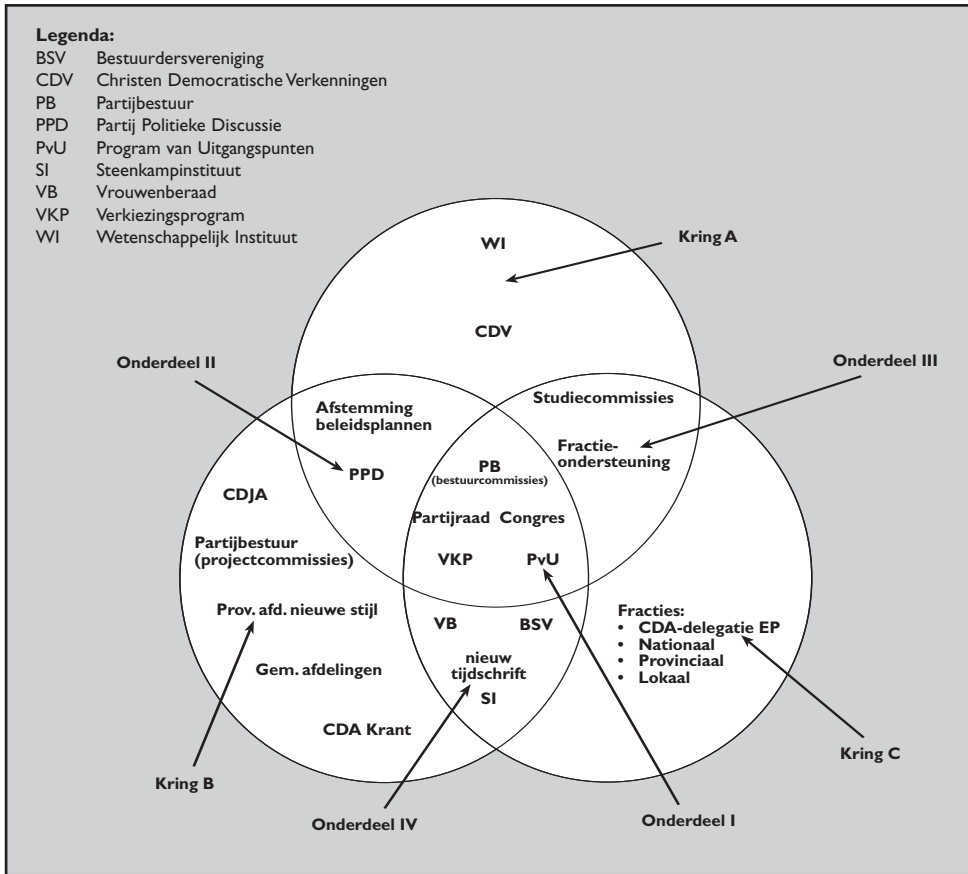 Legenda:
BSV Bestuurdersvereniging
CDV Christen Democratische Verkenningen
PB Partijbestuur
PPD Partij Politieke Discussie
PvU Program van Uitgangspunten
SI Steenkampinstituut
VB Vrouwenberaad
VKP Verkiezingsprogram
WI Wetenschappelijk Instituut
WI
Kring A
CDV
Onderdeel II
Onderdeel III
Afstemming
beleidsplannen
Studiecommissies
Fractie-
ondersteuning
PPD
PB
(bestuurcommissies)
CDJA
Partijraad Congres
Partijbestuur
(projectcommissies)
VKP PvU
Prov. afd. nieuwe stijl
VB BSV
Fracties:
• CDA-delegatie EP
• Nationaal
• Provinciaal
• Lokaal
Gem. afdelingen
nieuw
tijdschrift
SI
CDA Krant
Kring B
Kring C
Onderdeel IV
Onderdeel I